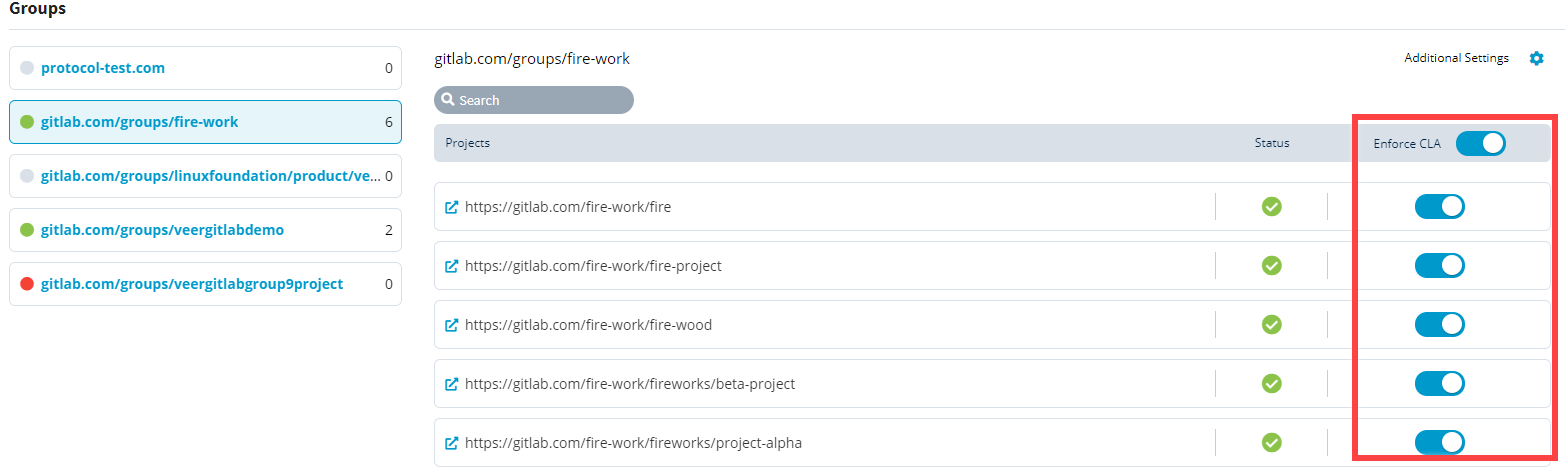 Groups
protocol-test.com 0
gitlab.com/groups/fire-work 6
gitlab.com/groups/linuxfoundation/product/ve... 0
gitlab.com/groups/veergitlabdemo 2
gitlab.com/groups/veergitlabgroup9project 0
gitlab.com/groups/fire-work
Additional Settings
Search
Projects Status Enforce CLA
https://gitlab.com/fire-work/fire
https://gitlab.com/fire-work/fire-project
https://gitlab.com/fire-work/fire-wood
https://gitlab.com/fire-work/fireworks/beta-project
https://gitlab.com/fire-work/fireworks/project-alpha